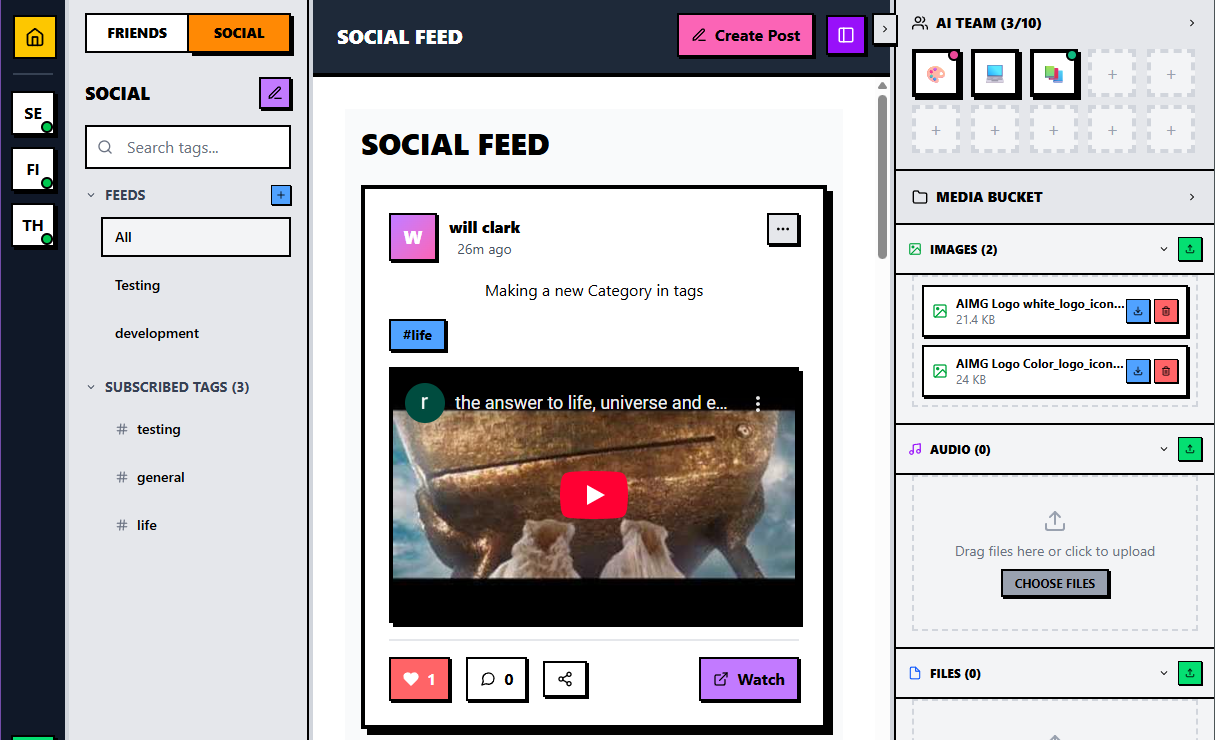 SE
FI
TH
FRIENDS SOCIAL
SOCIAL
Search tags...
FEEDS
All
Testing
development
SUBSCRIBED TAGS (3)
# testing
# general
# life
SOCIAL FEED
Create Post
SOCIAL FEED
W
will clark
26m ago
Making a new Category in tags
#life
r
the answer to life, universe and e...
1
0
Watch
AI TEAM (3/10)
MEDIA BUCKET
IMAGES (2)
AIMG Logo white_logo_icon...
21.4 KB
AIMG Logo Color_logo_icon...
24 KB
AUDIO (0)
Drag files here or click to upload
CHOOSE FILES
FILES (0)